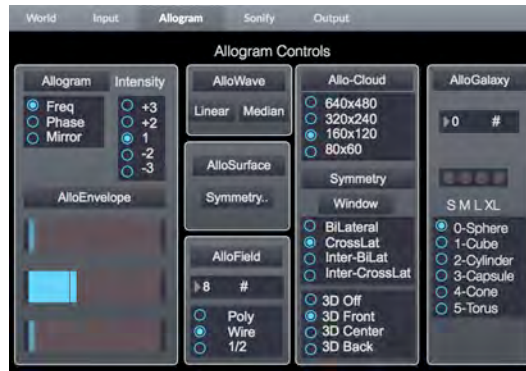 World Input Allogram Sonify Output
Allogram Controls
Allogram Intensity
Freq
Phase
Mirror
+3
+2
1
-2
-3
AlloEnvelope
AlloWave
Linear Median
AlloSurface
Symmetry..
AlloField
8 #
Poly
Wire
1/2
Allo-Cloud
640x480
320x240
160x120
80x60
Symmetry
Window
BiLateral
CrossLat
Inter-BiLat
Inter-CrossLat
3D Off
3D Front
3D Center
3D Back
AlloGalaxy
0 #
S M L XL
0-Sphere
1-Cube
2-Cylinder
3-Capsule
4-Cone
5-Torus